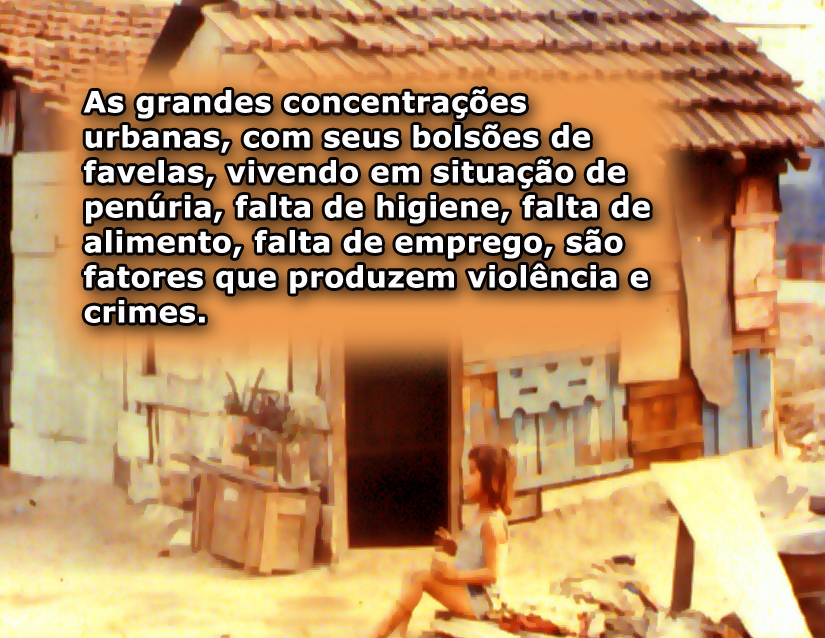 As grandes concentrações
urbanas, com seus bolsões de
favelas, vivendo em situação de
penúria, falta de higiene, falta de
alimento, falta de emprego, são
fatores que produzem violência e
crimes.